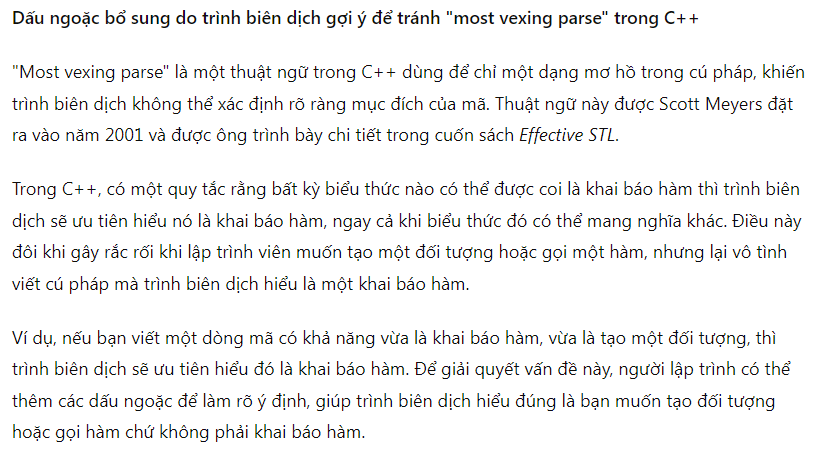 Dấu ngoặc bổ sung do trình biên dịch gợi ý để tránh "most vexing parse" trong C++
"Most vexing parse" là một thuật ngữ trong C++ dùng để chỉ một dạng mơ hồ trong cú pháp, khiến
trình biên dịch không thể xác định rõ ràng mục đích của mã. Thuật ngữ này được Scott Meyers đặt
ra vào năm 2001 và được ông trình bày chi tiết trong cuốn sách Effective STL.
Trong C++, có một quy tắc rằng bất kỳ biểu thức nào có thể được coi là khai báo hàm thì trình biên
dịch sẽ ưu tiên hiểu nó là khai báo hàm, ngay cả khi biểu thức đó có thể mang nghĩa khác. Điều này
đôi khi gây rắc rối khi lập trình viên muốn tạo một đối tượng hoặc gọi một hàm, nhưng lại vô tình
viết cú pháp mà trình biên dịch hiểu là một khai báo hàm.
Ví dụ, nếu bạn viết một dòng mã có khả năng vừa là khai báo hàm, vừa là tạo một đối tượng, thì
trình biên dịch sẽ ưu tiên hiểu đó là khai báo hàm. Để giải quyết vấn đề này, người lập trình có thể
thêm các dấu ngoặc để làm rõ ý định, giúp trình biên dịch hiểu đúng là bạn muốn tạo đối tượng
hoặc gọi hàm chứ không phải khai báo hàm.